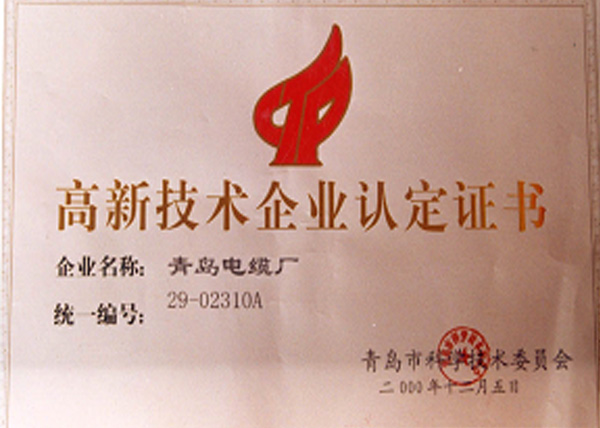 高新技术企业认定证书
企业名称：青岛电缆厂
统一编号：29-02310A
青岛市科学技术委员会
二000年十二月五日